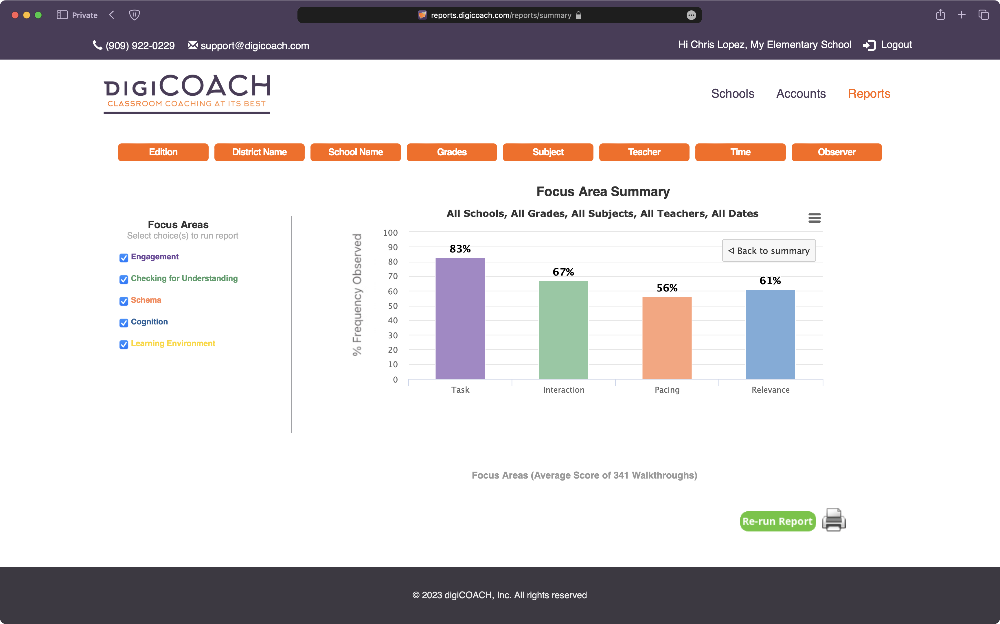 Private
reports.digicoach.com/reports/summary
(909) 922-0229 support@digicoach.com
Hi Chris Lopez, My Elementary School Logout
DIGICOACH
CLASSROOM COACHING AT ITS BEST
Schools Accounts Reports
Edition District Name School Name Grades Subject Teacher Time Observer
Focus Areas
Select choice(s) to run report
Engagement
Checking for Understanding
Schema
Cognition
Learning Environment
Focus Area Summary
All Schools, All Grades, All Subjects, All Teachers, All Dates
% Frequency Observed
100
90
80
70
60
50
40
30
20
10
0
◁ Back to summary
83%
67%
56%
61%
Task Interaction Pacing Relevance
Focus Areas (Average Score of 341 Walkthroughs)
Re-run Report
© 2023 digiCOACH, Inc. All rights reserved